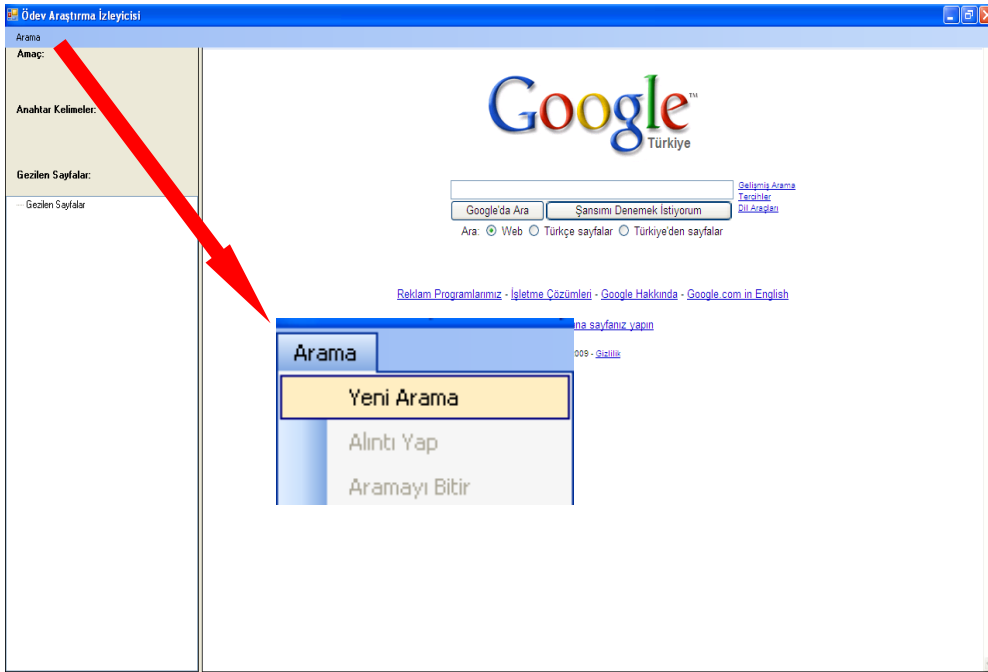 Ödev Araştırma İzleyicisi
Arama
Amaç:
Anahtar Kelimeler:
Gezilen Sayfalar:
Gezilen Sayfalar
Google™
Türkiye
Gelişmiş Arama
Tercihler
Dil Araçları
Google'da Ara Şansımı Denemek İstiyorum
Ara: Web Türkçe sayfalar Türkiye'den sayfalar
Reklam Programlarımız - İşletme Çözümleri - Google Hakkında - Google.com in English
na sayfanız yapın
009 - Gizlilik
Arama
Yeni Arama
Alıntı Yap
Aramayı Bitir